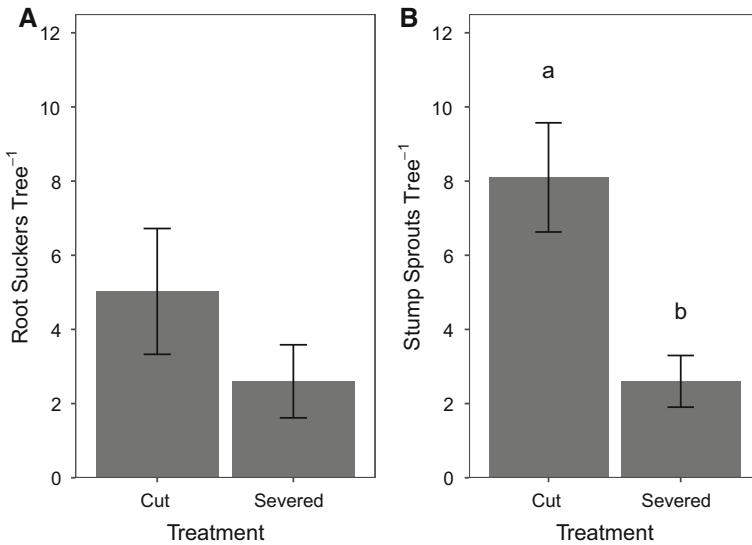 A
Root Suckers Tree⁻¹
12
10
8
6
4
2
0
Cut Severed
Treatment
B
Stump Sprouts Tree⁻¹
12
10
8
6
4
2
0
a
b
Cut Severed
Treatment